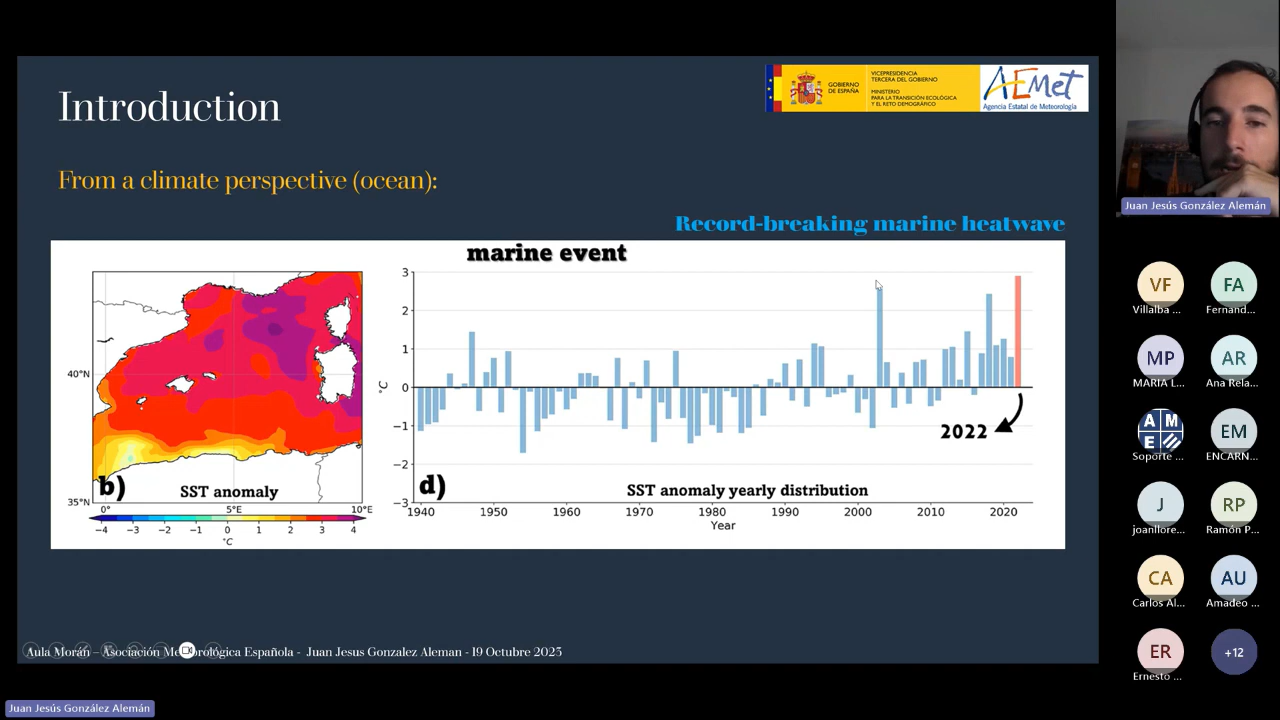 Introduction
GOBIERNO
DE ESPAÑA
VICEPRESIDENCIA
TERCERA DEL GOBIERNO
MINISTERIO
PARA LA TRANSICIÓN ECOLÓGICA
Y EL RETO DEMOGRÁFICO
AEMet
Agencia Estatal de Meteorología
From a climate perspective (ocean):
Record-breaking marine heatwave
marine event
40°N
35°N
0°
5°E
10°E
b)
SST anomaly
−4 −3 −2 −1 0 1 2 3 4
°C
3
2
1
0
−1
−2
−3
°C
2022
d)
SST anomaly yearly distribution
1940 1950 1960 1970 1980 1990 2000 2010 2020
Year
Aula Morán – Asociación Meteorológica Española - Juan Jesus Gonzalez Aleman - 19 Octubre 2023
Juan Jesús González Alemán
Juan Jesús González Alemán
VF
Villalba ...
FA
Fernand...
MP
MARIA L...
AR
Ana Rela...
A M
E
Soporte ...
EM
ENCARN...
J
joanllore...
RP
Ramón P...
CA
Carlos Al...
AU
Amadeo ...
ER
Ernesto ...
+12